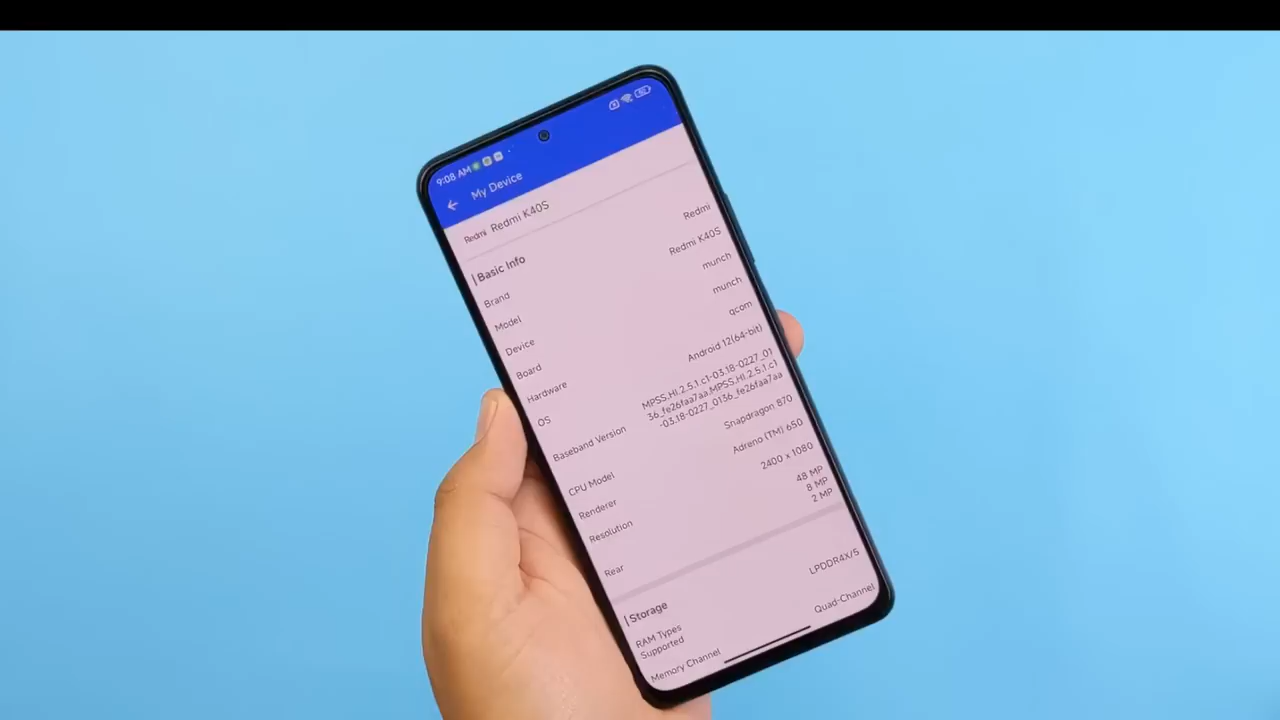 9:08 AM
My Device
Redmi Redmi K40S
Basic Info
Brand Redmi
Model Redmi K40S
Device munch
Board munch
Hardware qcom
OS Android 12(64-bit)
Baseband Version MPSS.HI.2.5.1.c1-03.18-0227_01
36_fe26faa7aa,MPSS.HI.2.5.1.c1
-03.18-0227_0136_fe26faa7aa
CPU Model Snapdragon 870
Renderer Adreno (TM) 650
Resolution 2400 x 1080
48 MP
8 MP
Rear 2 MP
Storage
RAM Types LPDDR4X/5
Supported
Memory Channel Quad-Channel